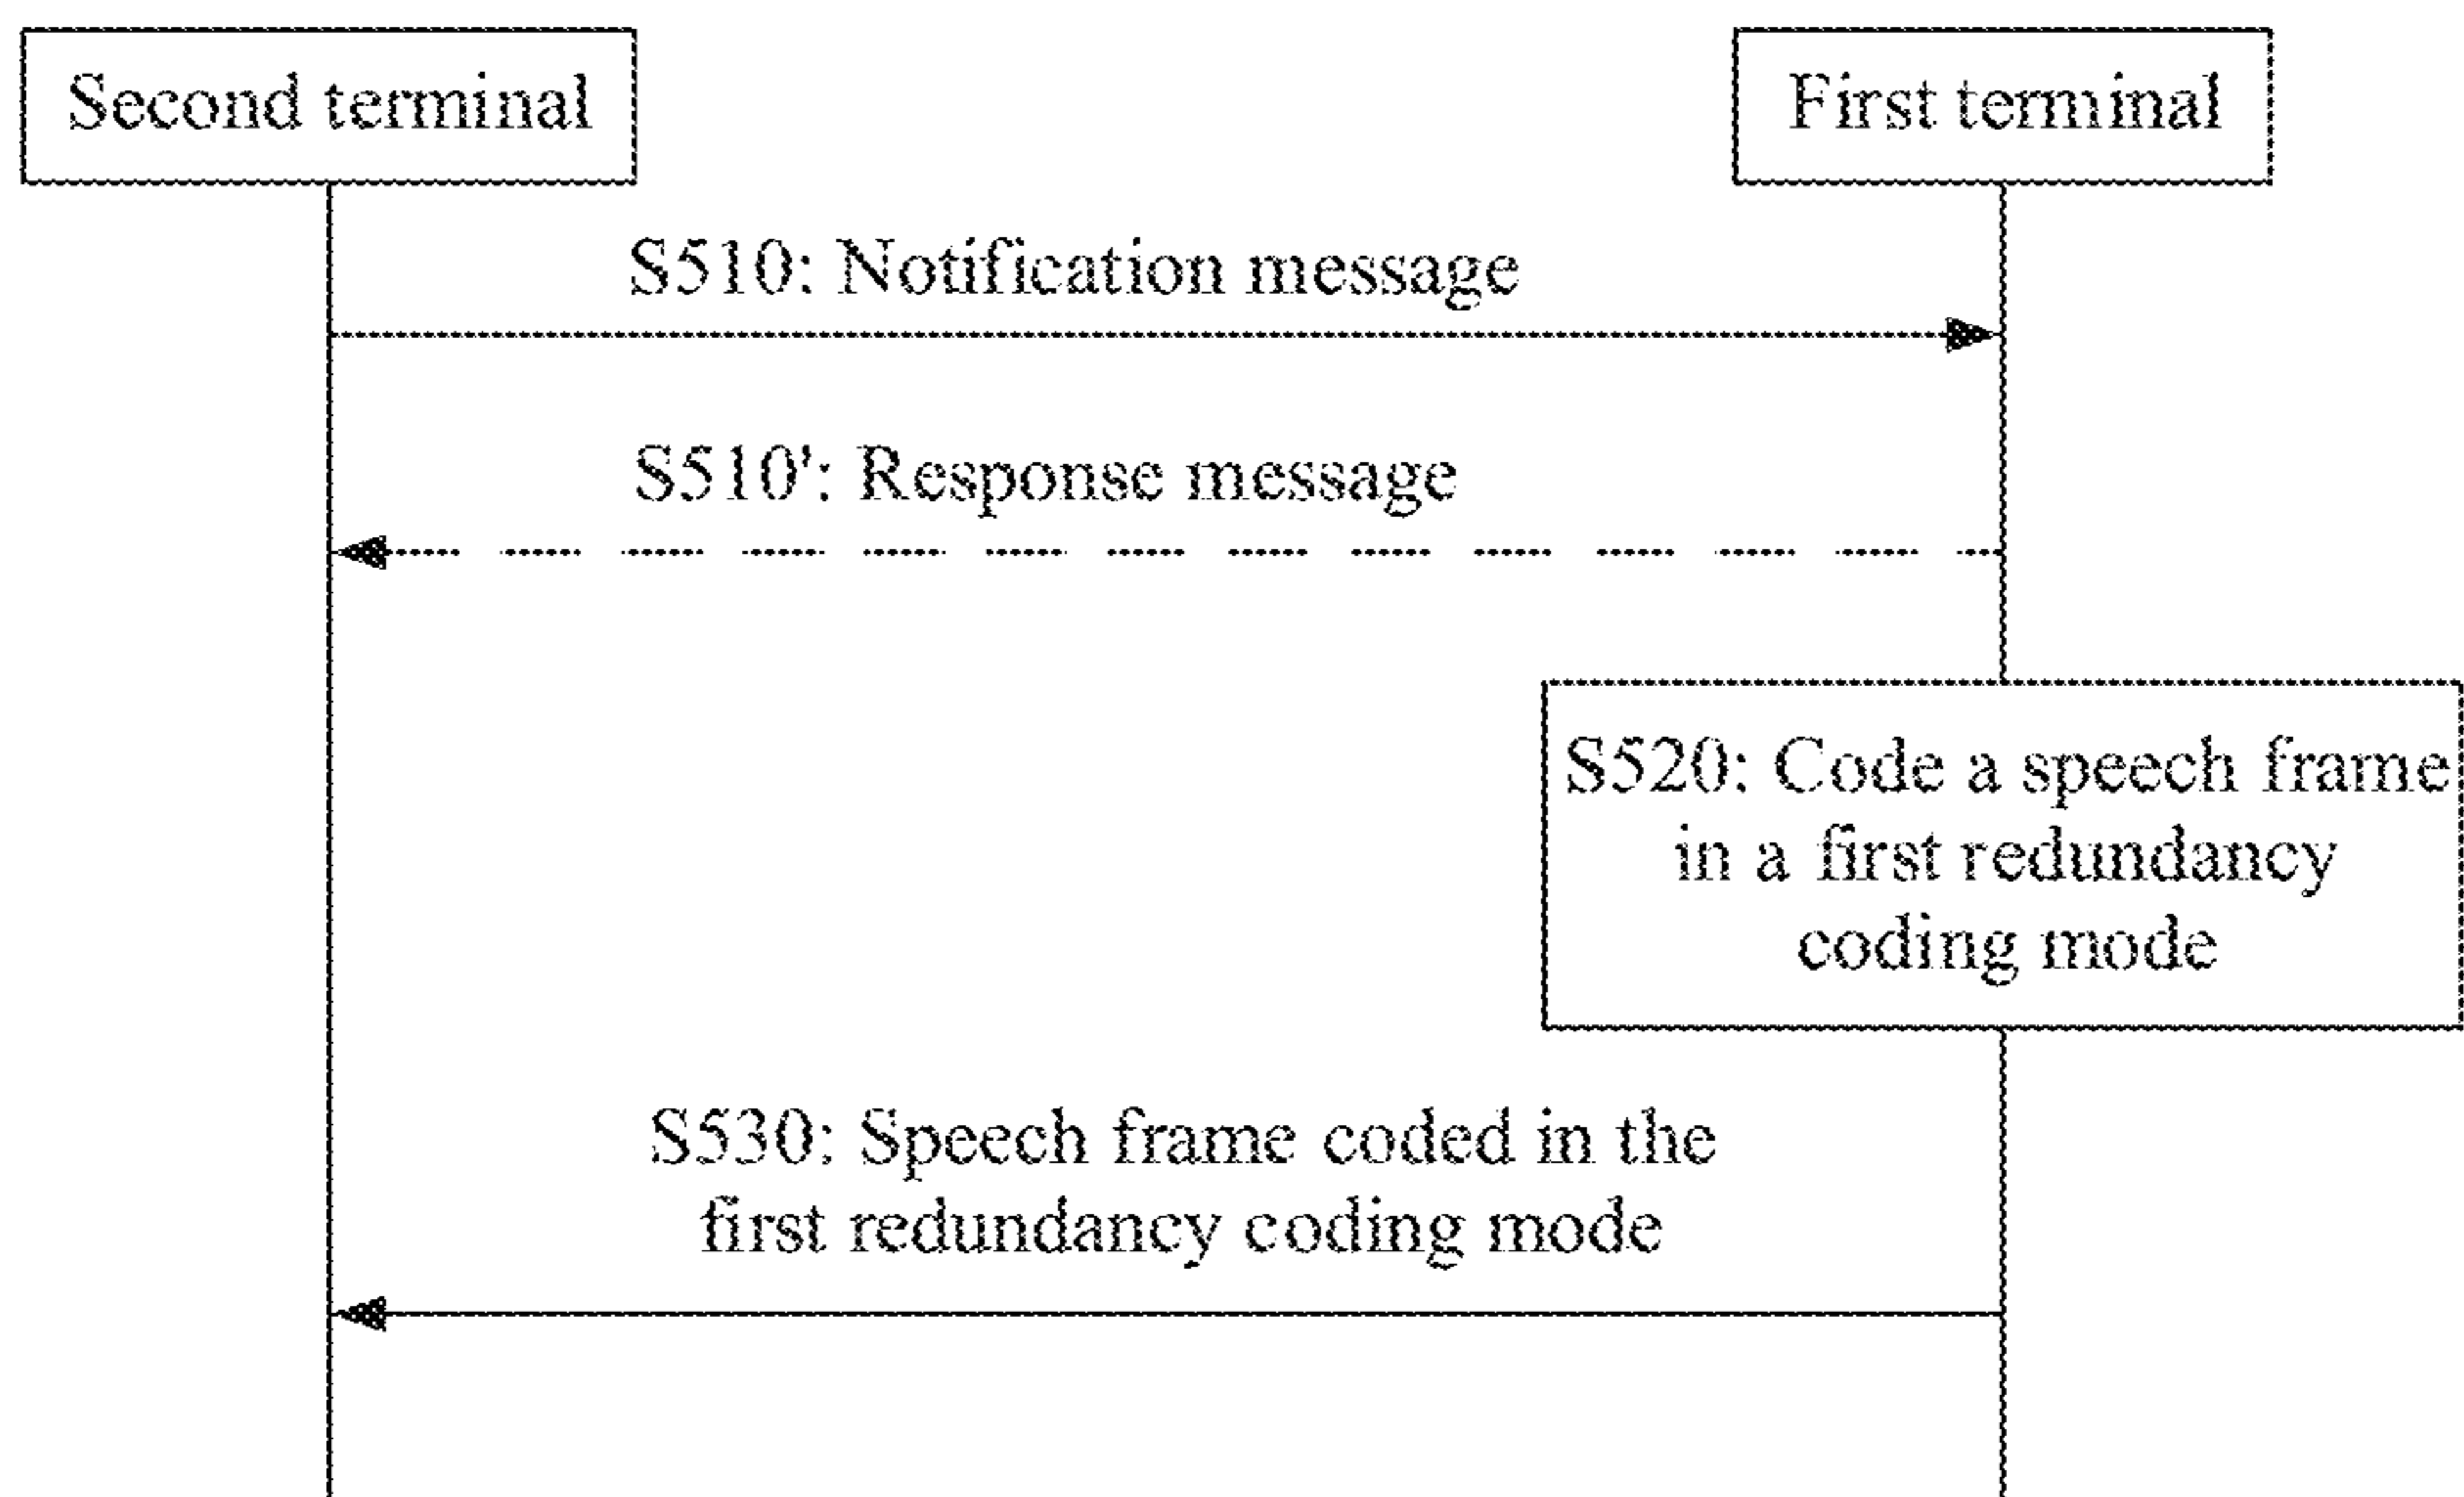 Second terminal
First terminal
S510: Notification message
S510': Response message
S520: Code a speech frame
in a first redundancy
coding mode
S530: Speech frame coded in the
first redundancy coding mode